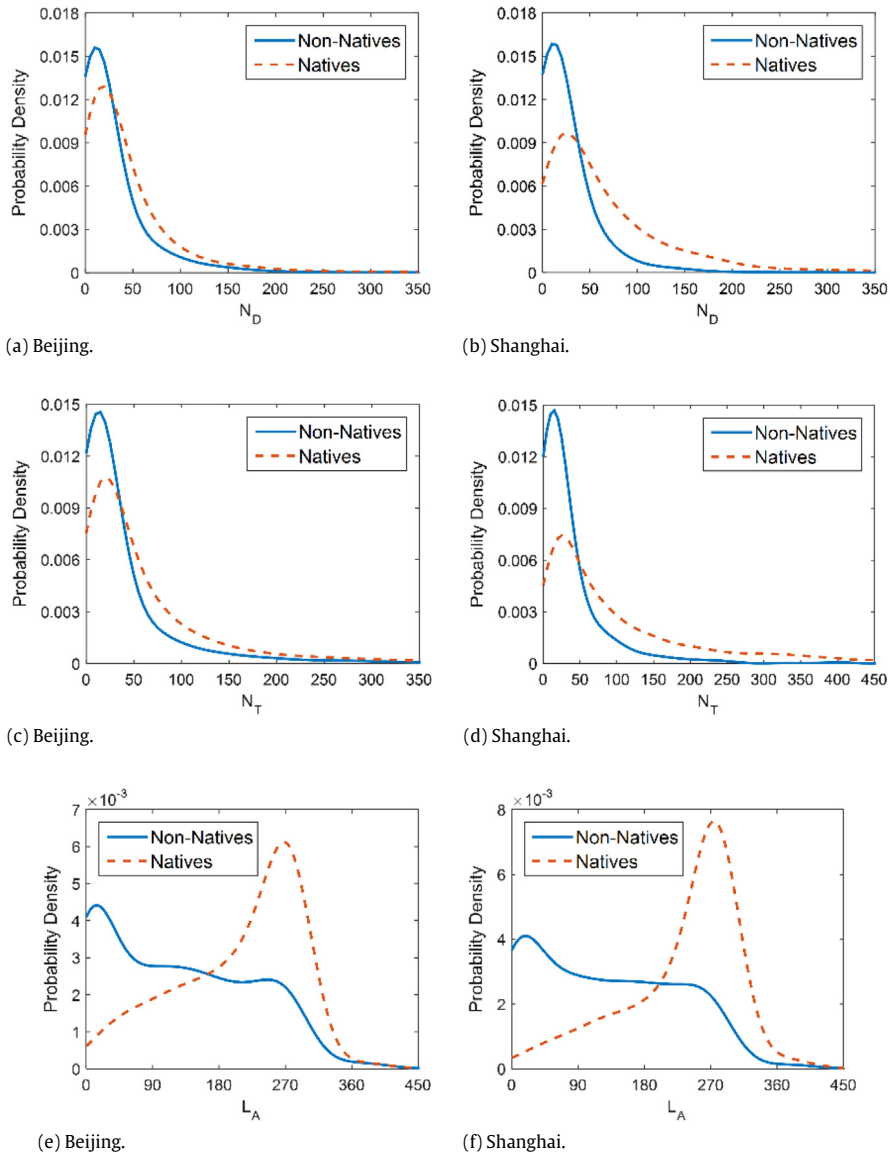 0.018
0.015
0.012
0.009
0.006
0.003
0
Probability Density
Non-Natives
Natives
0 50 100 150 200 250 300 350
N_D
(a) Beijing.
0.018
0.015
0.012
0.009
0.006
0.003
0
Probability Density
Non-Natives
Natives
0 50 100 150 200 250 300 350
N_D
(b) Shanghai.
0.015
0.012
0.009
0.006
0.003
0
Probability Density
Non-Natives
Natives
0 50 100 150 200 250 300 350
N_T
(c) Beijing.
0.015
0.012
0.009
0.006
0.003
0
Probability Density
Non-Natives
Natives
0 50 100 150 200 250 300 350 400 450
N_T
(d) Shanghai.
×10⁻³
7
6
5
4
3
2
1
0
Probability Density
Non-Natives
Natives
0 90 180 270 360 450
L_A
(e) Beijing.
×10⁻³
8
6
4
2
0
Probability Density
Non-Natives
Natives
0 90 180 270 360 450
L_A
(f) Shanghai.